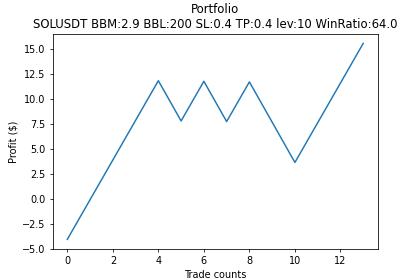 Portfolio
SOLUSDT BBM:2.9 BBL:200 SL:0.4 TP:0.4 lev:10 WinRatio:64.0
15.0
12.5
10.0
7.5
5.0
2.5
0.0
−2.5
−5.0
Profit ($)
0 2 4 6 8 10 12
Trade counts